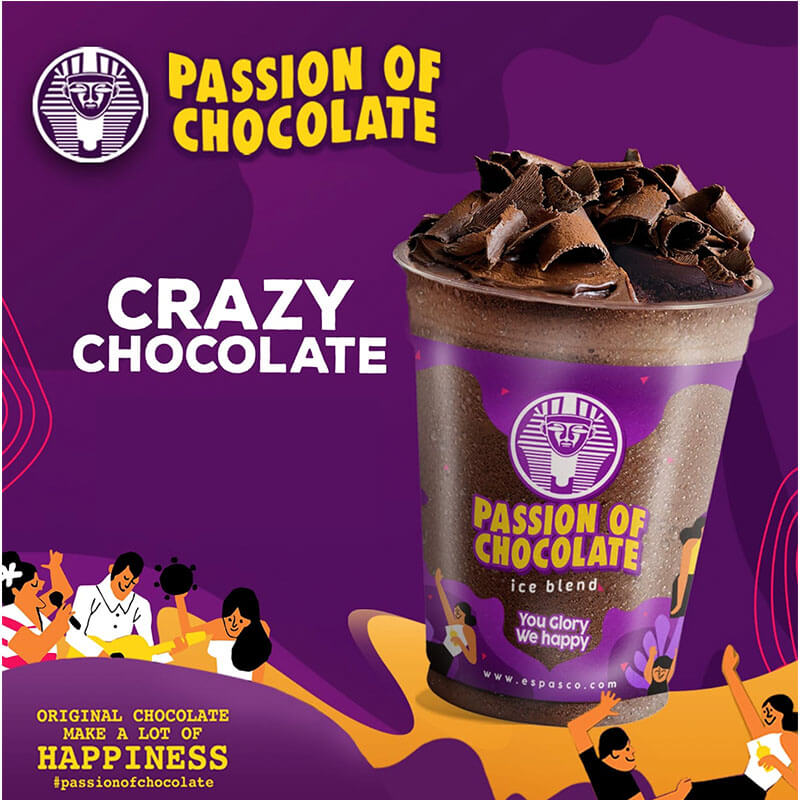 PASSION OF
CHOCOLATE
CRAZY
CHOCOLATE
PASSION OF
CHOCOLATE
ice blend
You Glory
We happy
www.espasco.com
ORIGINAL CHOCOLATE
MAKE A LOT OF
HAPPINESS
#passionofchocolate